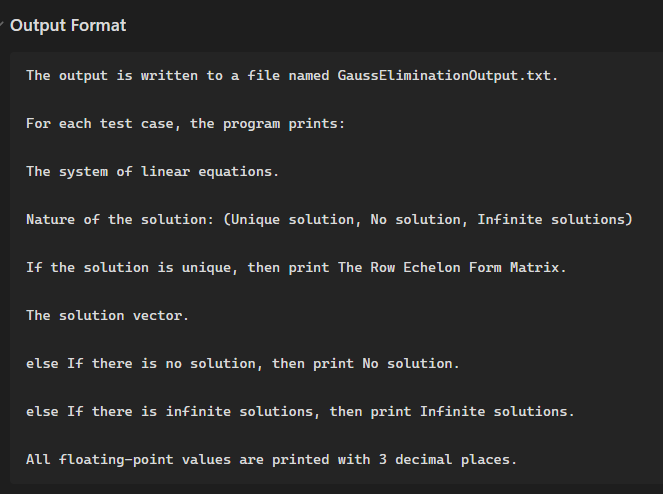 Output Format
The output is written to a file named GaussEliminationOutput.txt.
For each test case, the program prints:
The system of linear equations.
Nature of the solution: (Unique solution, No solution, Infinite solutions)
If the solution is unique, then print The Row Echelon Form Matrix.
The solution vector.
else If there is no solution, then print No solution.
else If there is infinite solutions, then print Infinite solutions.
All floating-point values are printed with 3 decimal places.